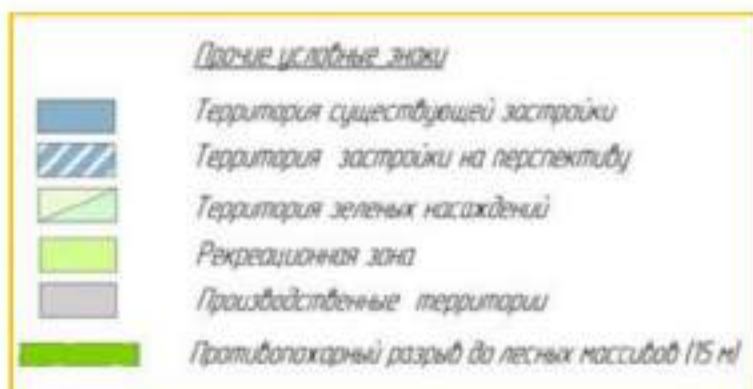 Прочие условные знаки
Территория существующей застройки
Территория застройки на перспективу
Территория зеленых насаждений
Рекреационная зона
Производственные территории
Противопожарный разрыв до лесных массивов (15 м)